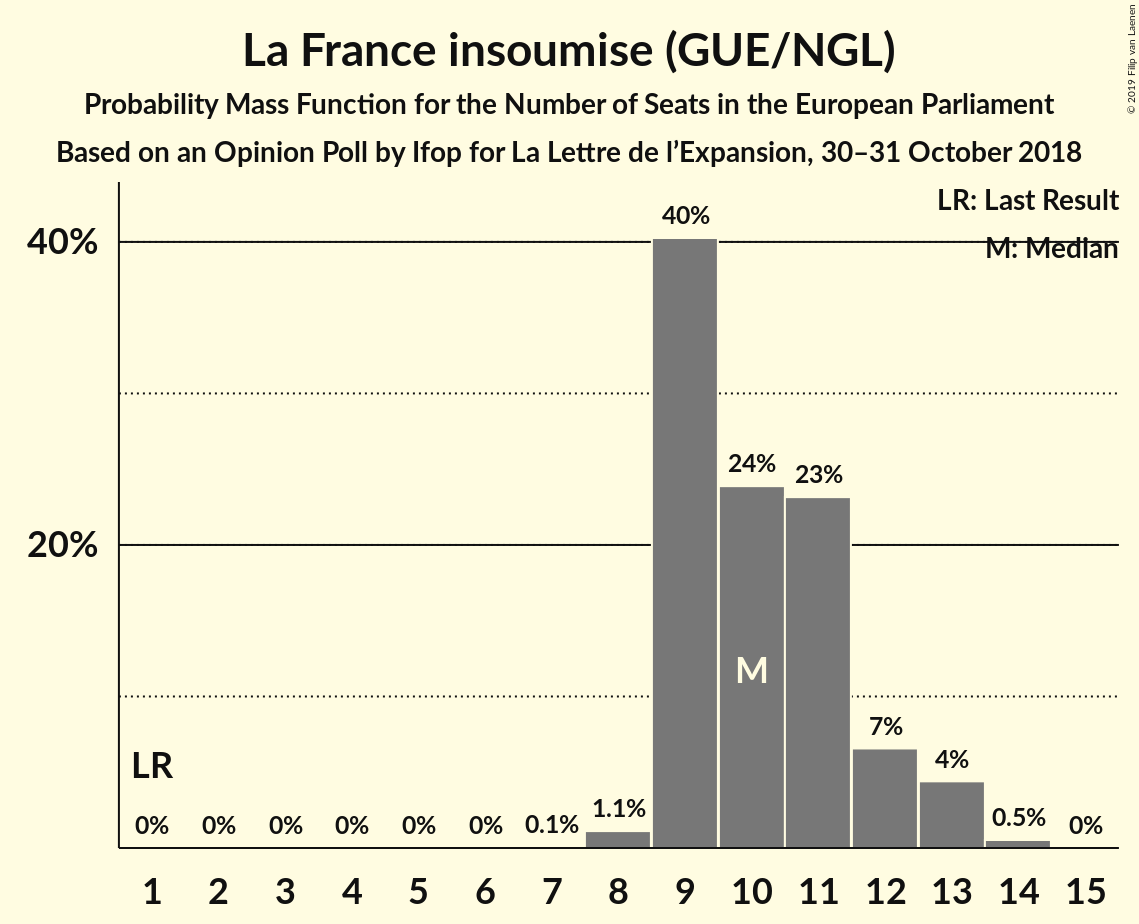 La France insoumise (GUE/NGL)
Probability Mass Function for the Number of Seats in the European Parliament
Based on an Opinion Poll by Ifop for La Lettre de l’Expansion, 30–31 October 2018
© 2019 Filip van Laenen
LR: Last Result
M: Median
40%
20%
40%
24%
23%
M
7%
4%
LR
0%
0%
0%
0%
0%
0%
0.1%
1.1%
0.5%
0%
1 2 3 4 5 6 7 8 9 10 11 12 13 14 15